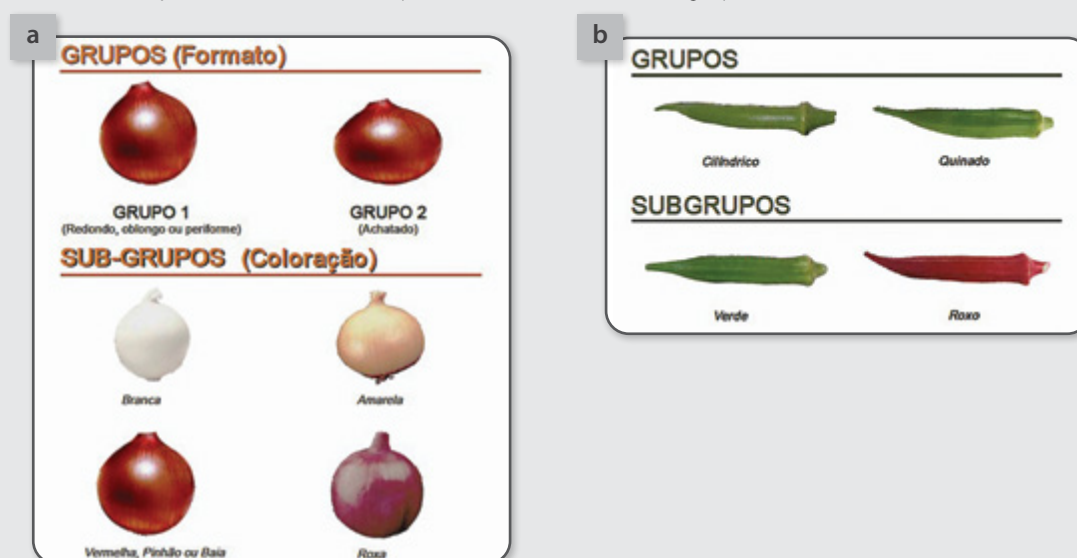 a
GRUPOS (Formato)
GRUPO 1
(Redondo, oblongo ou periforme)
GRUPO 2
(Achatado)
SUB-GRUPOS (Coloração)
Branca
Amarela
Vermelha, Pinhão ou Baia
Roxa
b
GRUPOS
Cilíndrico
Quinado
SUBGRUPOS
Verde
Roxo